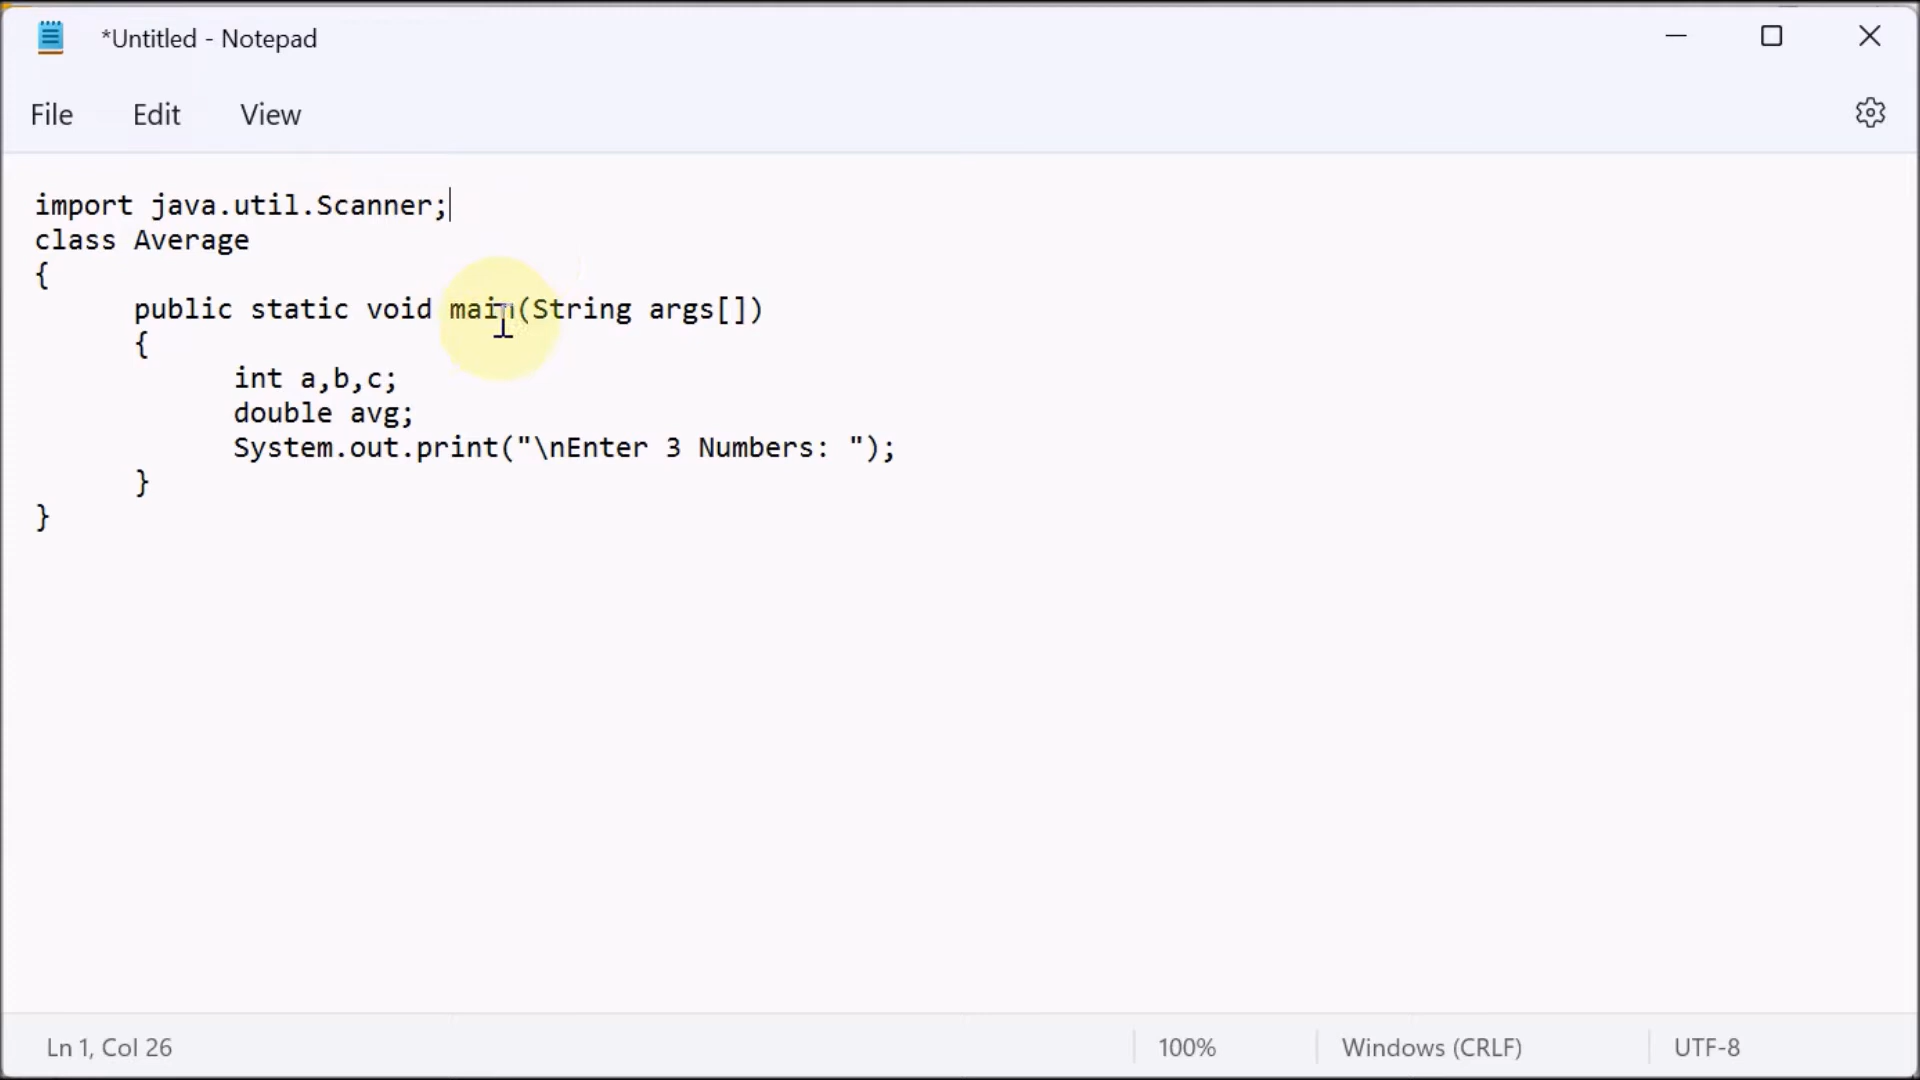 *Untitled - Notepad
File Edit View
import java.util.Scanner;
class Average
{
public static void main(String args[])
{
int a,b,c;
double avg;
System.out.print("\nEnter 3 Numbers: ");
}
}
Ln 1, Col 26 100% Windows (CRLF) UTF-8